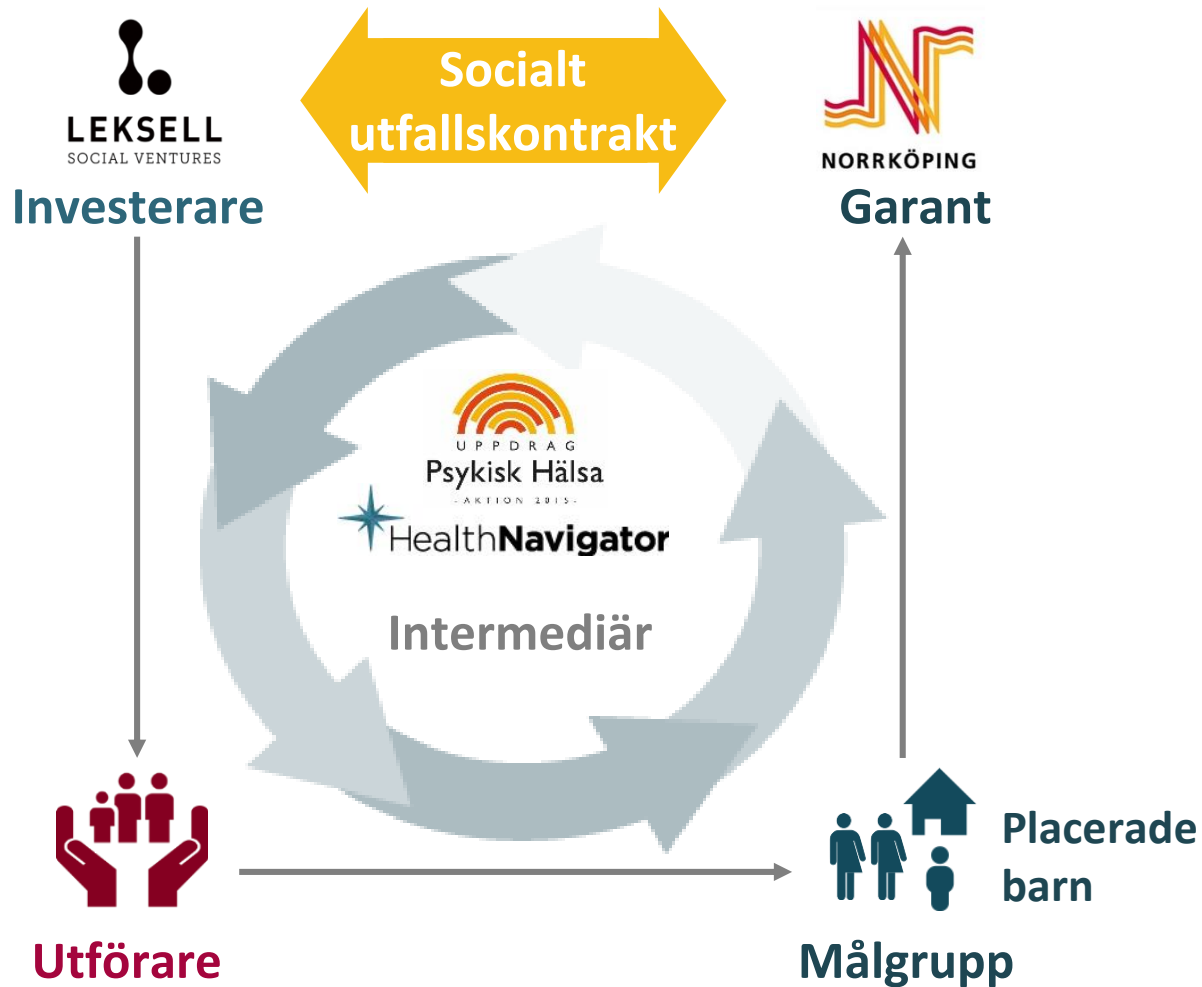 LEKSELL
SOCIAL VENTURES
Investerare
Socialt
utfallskontrakt
NORRKÖPING
Garant
UPPDRAG
Psykisk Hälsa
- AKTION 2015 -
HealthNavigator
Intermediär
Utförare
Placerade
barn
Målgrupp